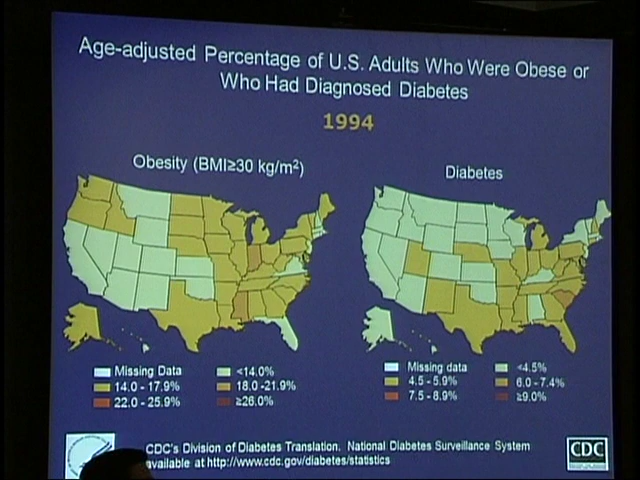 Age-adjusted Percentage of U.S. Adults Who Were Obese or
Who Had Diagnosed Diabetes
1994
Obesity (BMI≥30 kg/m²)
Diabetes
Missing Data
<14.0%
14.0 - 17.9%
18.0 -21.9%
22.0 - 25.9%
≥26.0%
Missing data
<4.5%
4.5 - 5.9%
6.0 - 7.4%
7.5 - 8.9%
≥9.0%
CDC's Division of Diabetes Translation. National Diabetes Surveillance System
available at http://www.cdc.gov/diabetes/statistics
CDC